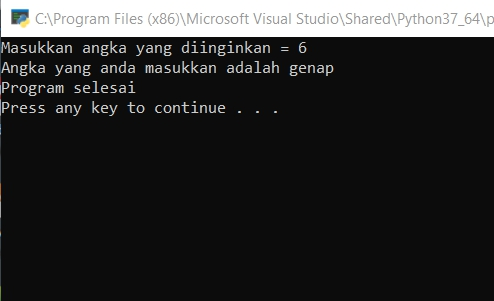 C:\Program Files (x86)\Microsoft Visual Studio\Shared\Python37_64\p
Masukkan angka yang diinginkan = 6
Angka yang anda masukkan adalah genap
Program selesai
Press any key to continue . . .